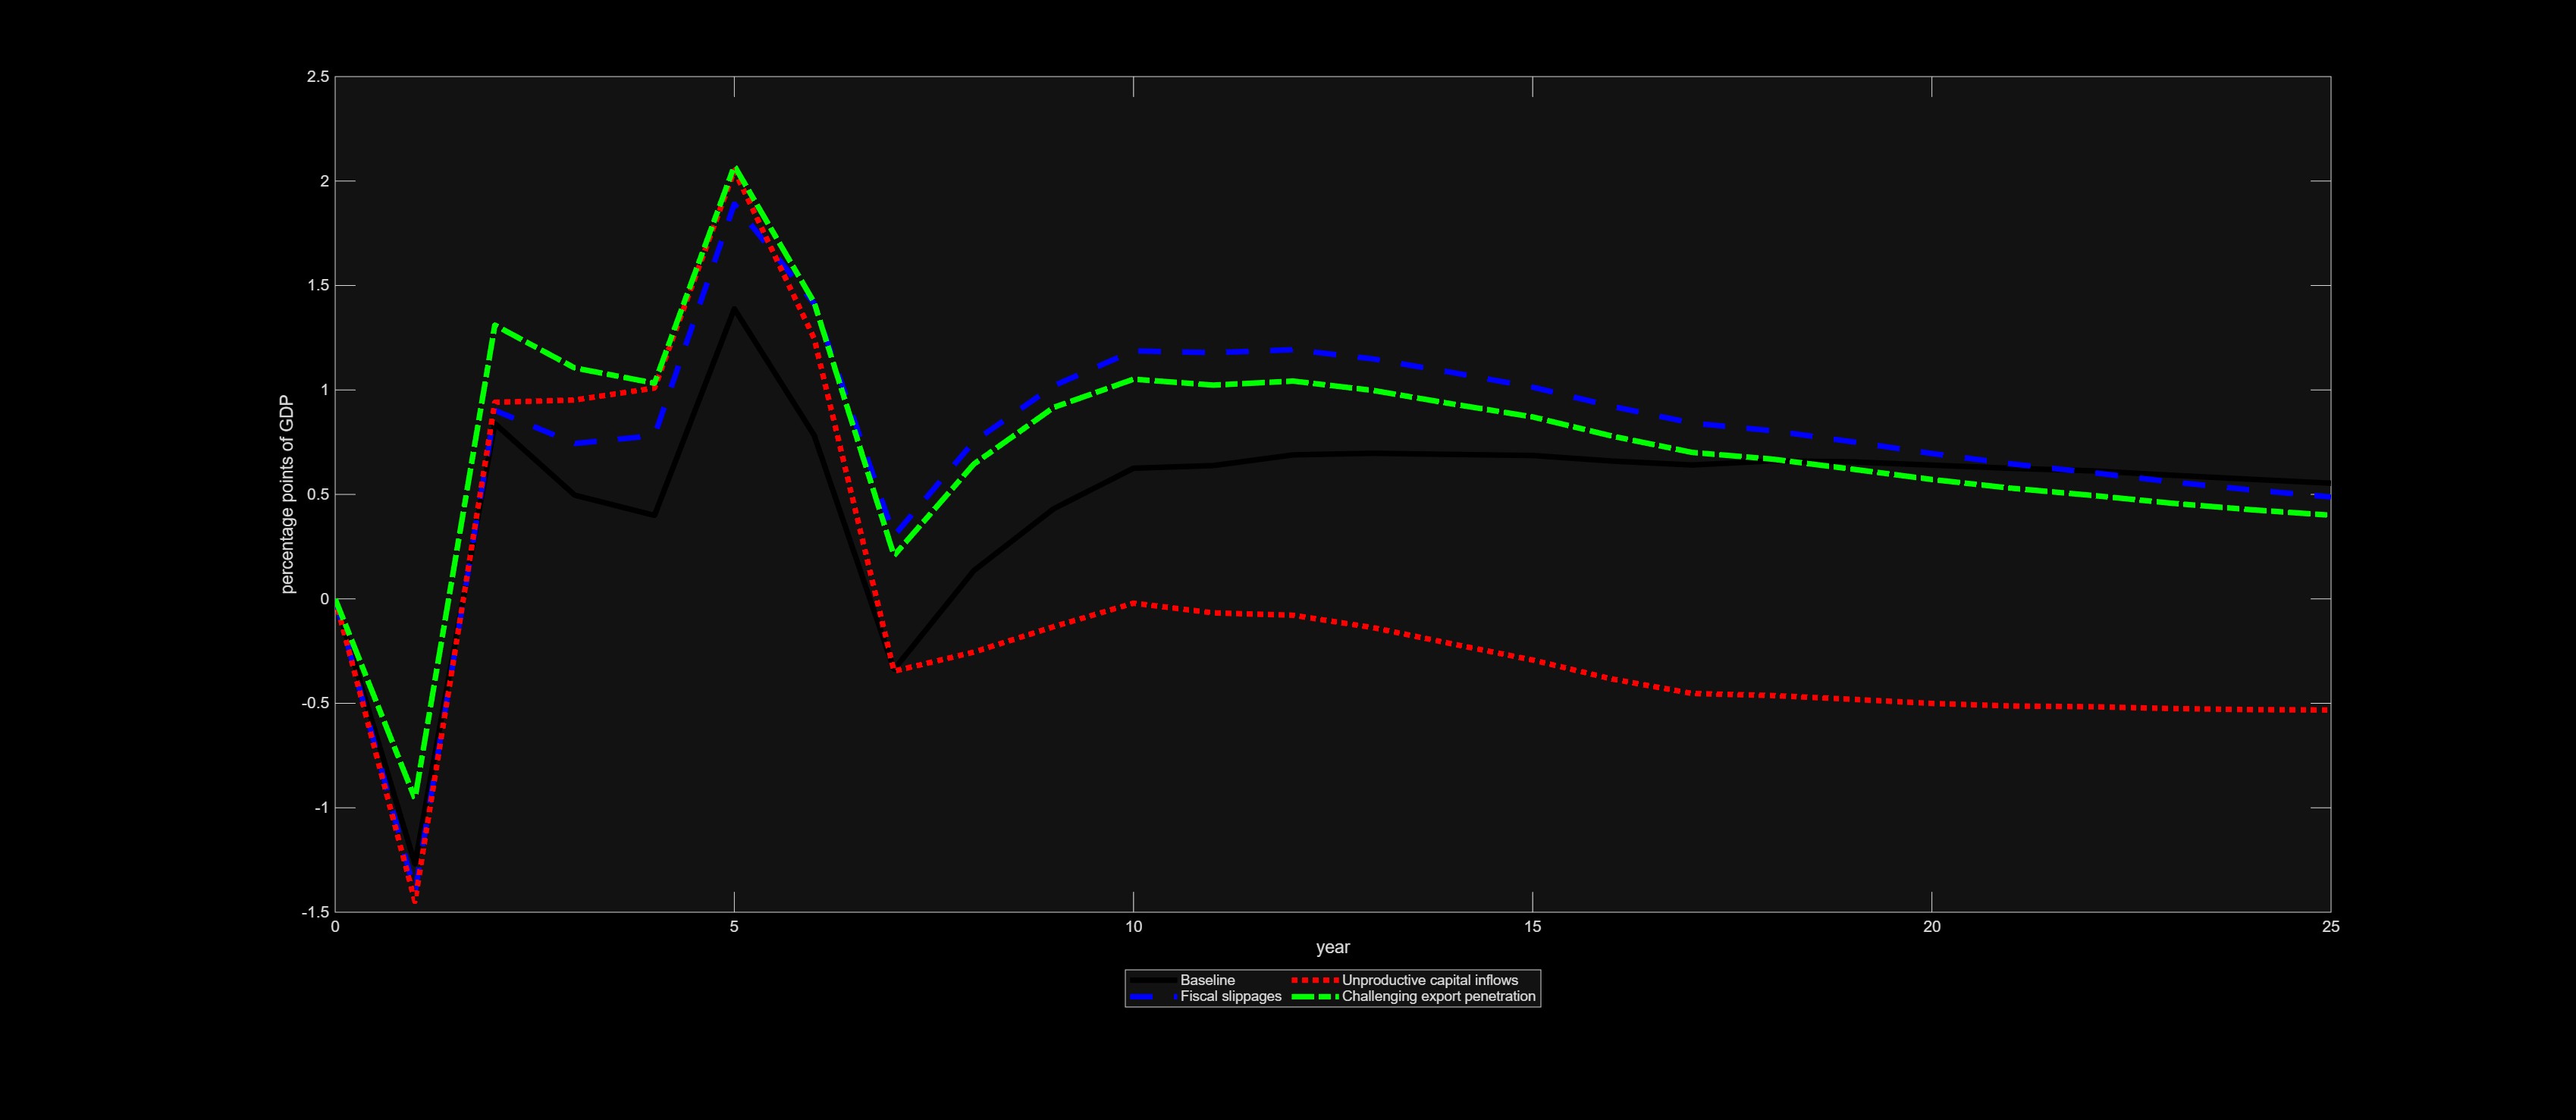 2.5
2
1.5
1
0.5
0
-0.5
-1
-1.5
percentage points of GDP
0 5 10 15 20 25
year
Baseline Unproductive capital inflows
Fiscal slippages Challenging export penetration